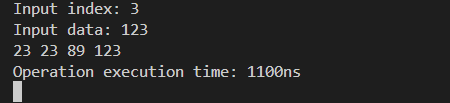 Input index: 3
Input data: 123
23 23 89 123
Operation execution time: 1100ns